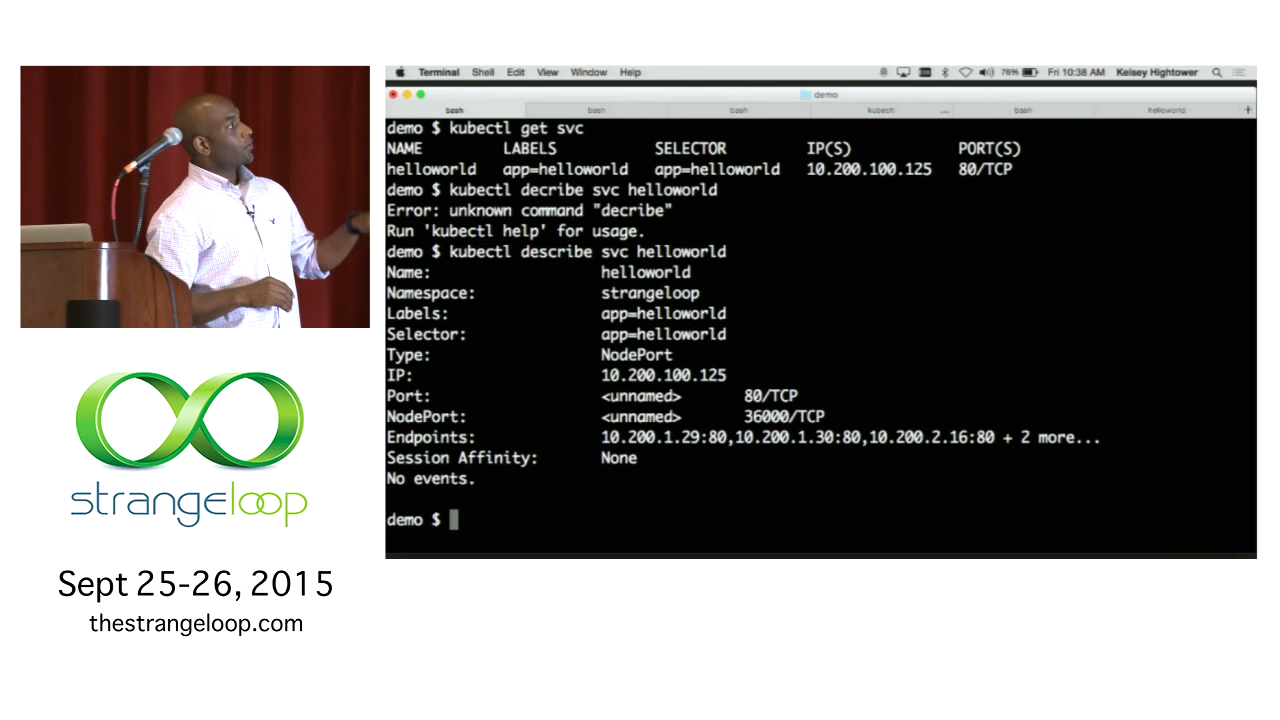 Terminal Shell Edit View Window Help 76% Fri 10:38 AM Kelsey Hightower
demo
bash bash bash kubectl ... bash helloworld +
demo $ kubectl get svc
NAME LABELS SELECTOR IP(S) PORT(S)
helloworld app=helloworld app=helloworld 10.200.100.125 80/TCP
demo $ kubectl decribe svc helloworld
Error: unknown command "decribe"
Run 'kubectl help' for usage.
demo $ kubectl describe svc helloworld
Name: helloworld
Namespace: strangeloop
Labels: app=helloworld
Selector: app=helloworld
Type: NodePort
IP: 10.200.100.125
Port: <unnamed> 80/TCP
NodePort: <unnamed> 36000/TCP
Endpoints: 10.200.1.29:80,10.200.1.30:80,10.200.2.16:80 + 2 more...
Session Affinity: None
No events.
demo $
strangeloop
Sept 25-26, 2015
thestrangeloop.com